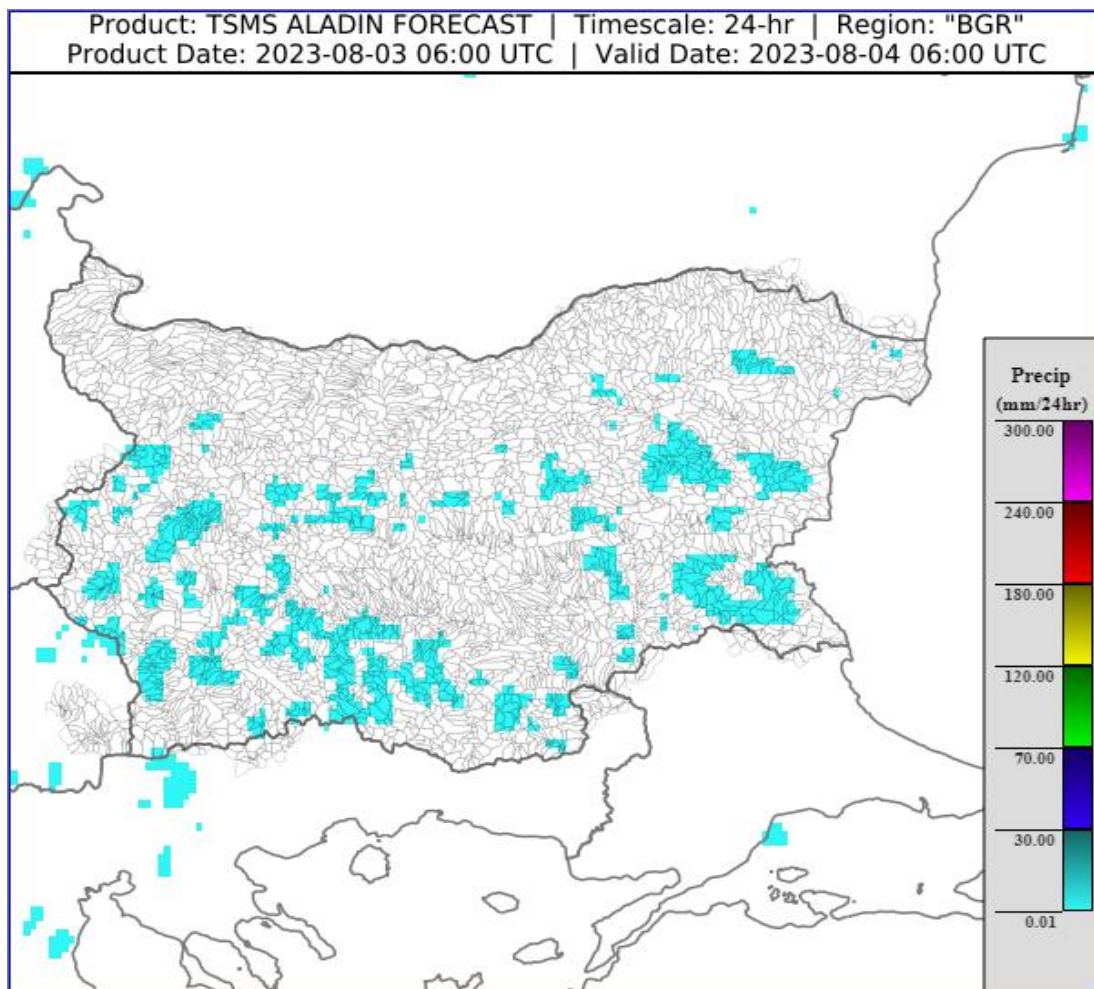 Product: TSMS ALADIN FORECAST | Timescale: 24-hr | Region: "BGR"
Product Date: 2023-08-03 06:00 UTC | Valid Date: 2023-08-04 06:00 UTC
Precip
(mm/24hr)
300.00
240.00
180.00
120.00
70.00
30.00
0.01